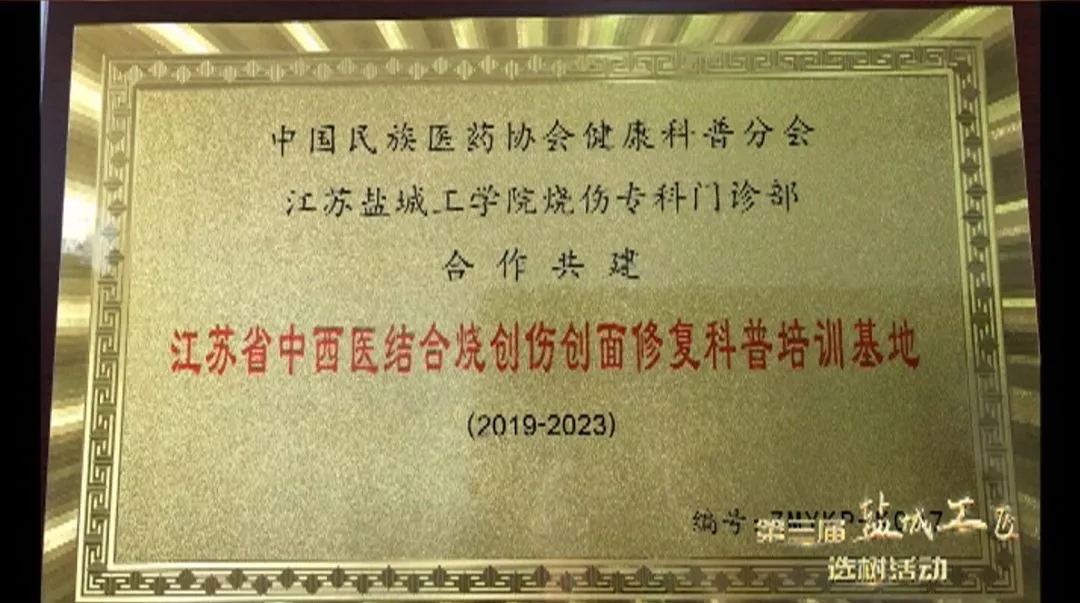 中国民族医药协会健康科普分会
江苏盐城工学院烧伤专科门诊部
合作共建
江苏省中西医结合烧创伤创面修复科普培训基地
(2019-2023)
编号:
盐城工
选树活动